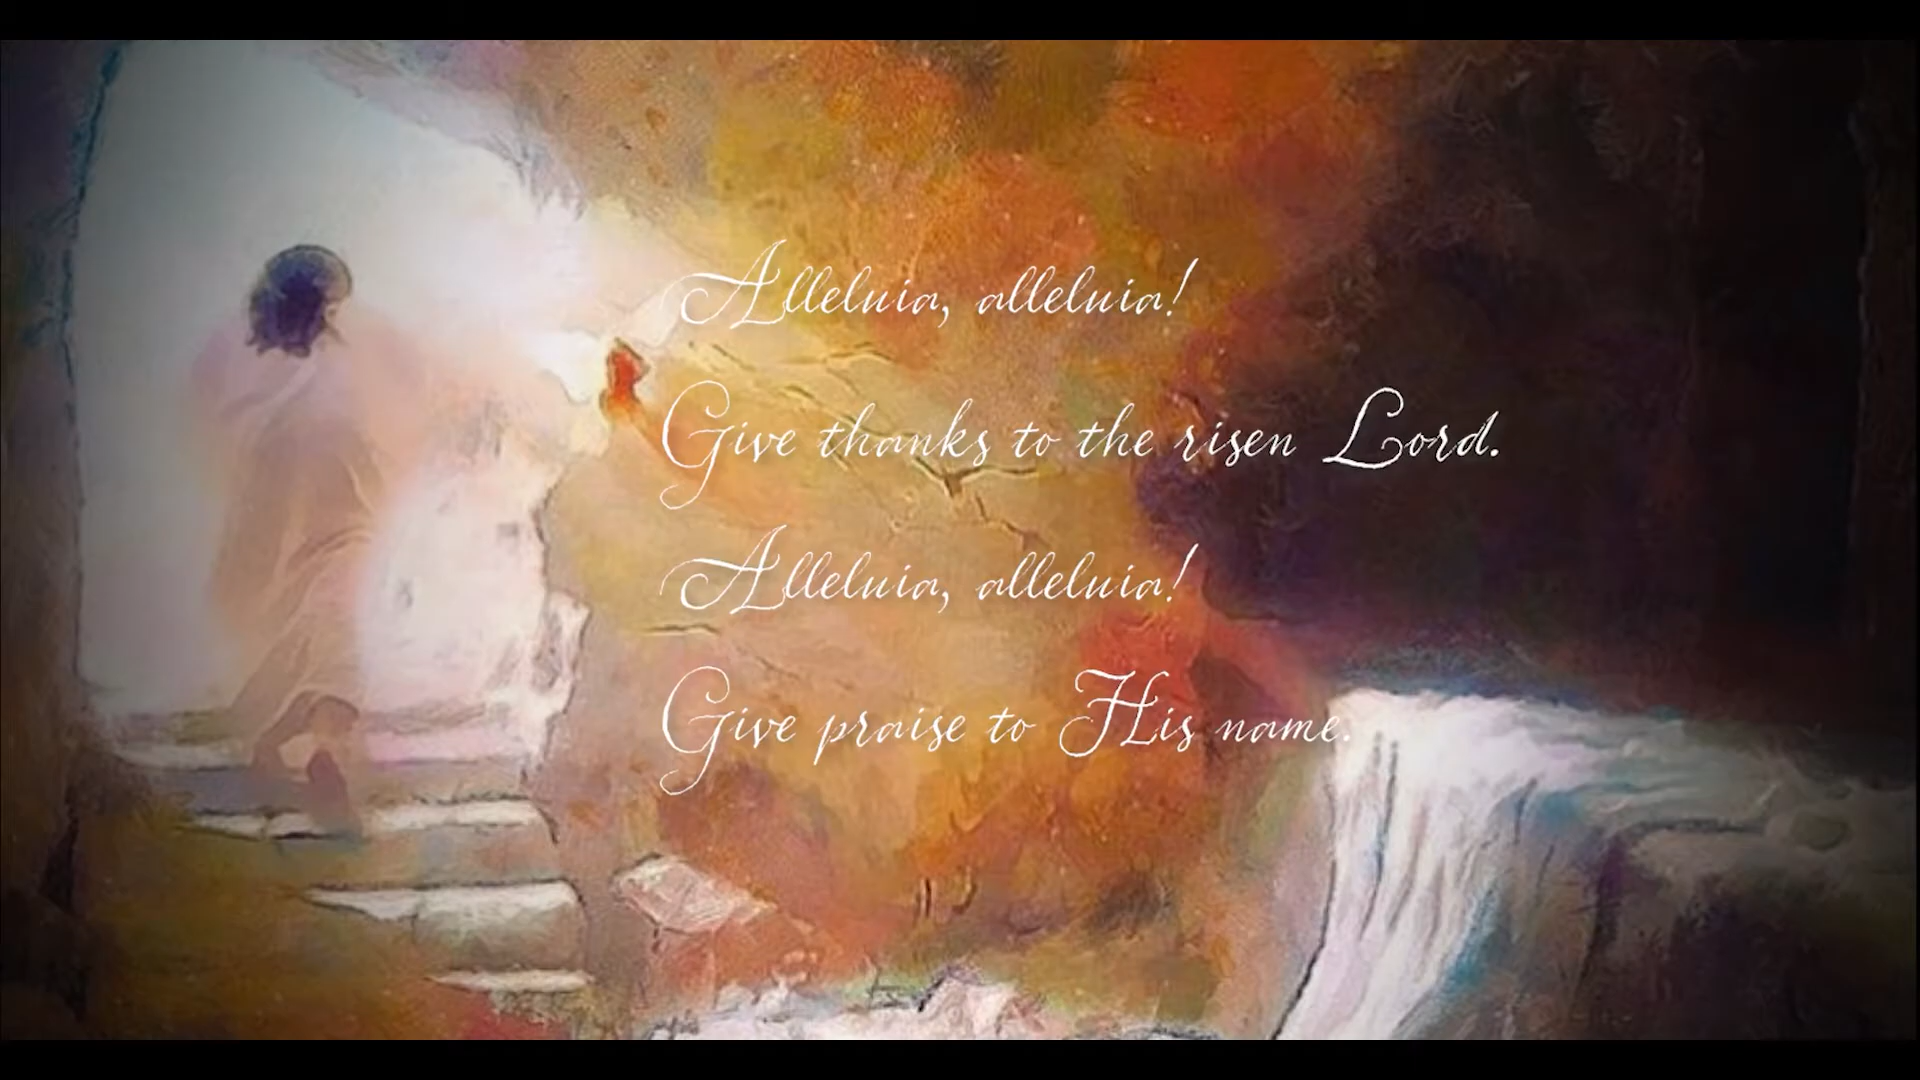 Alleluia, alleluia!
Give thanks to the risen Lord.
Alleluia, alleluia!
Give praise to His name.